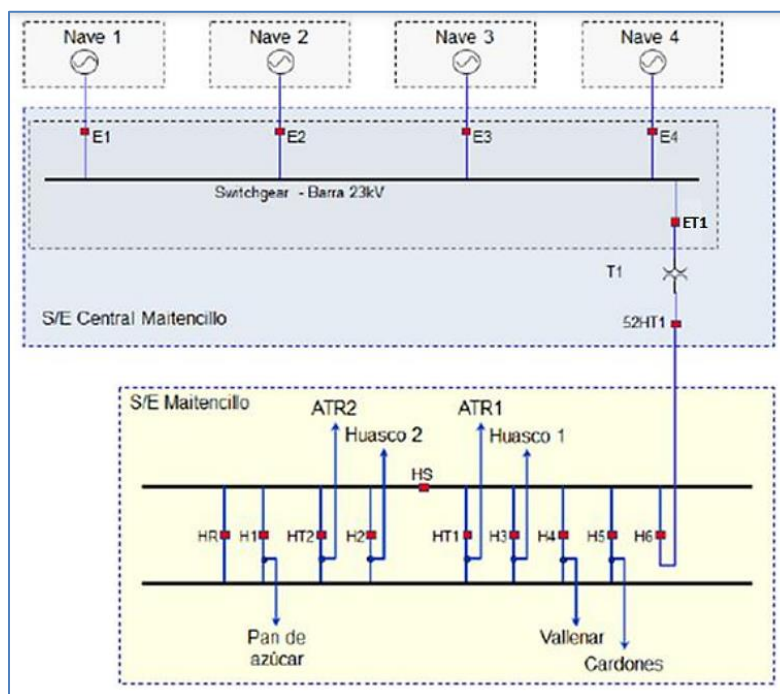 Nave 1
Nave 2
Nave 3
Nave 4
E1
E2
E3
E4
Switchgear - Barra 23kV
ET1
T1
S/E Central Maitencillo
52HT1
S/E Maitencillo
ATR2
ATR1
Huasco 2
Huasco 1
HS
HR
H1
HT2
H2
HT1
H3
H4
H5
H6
Pan de
azúcar
Vallenar
Cardones